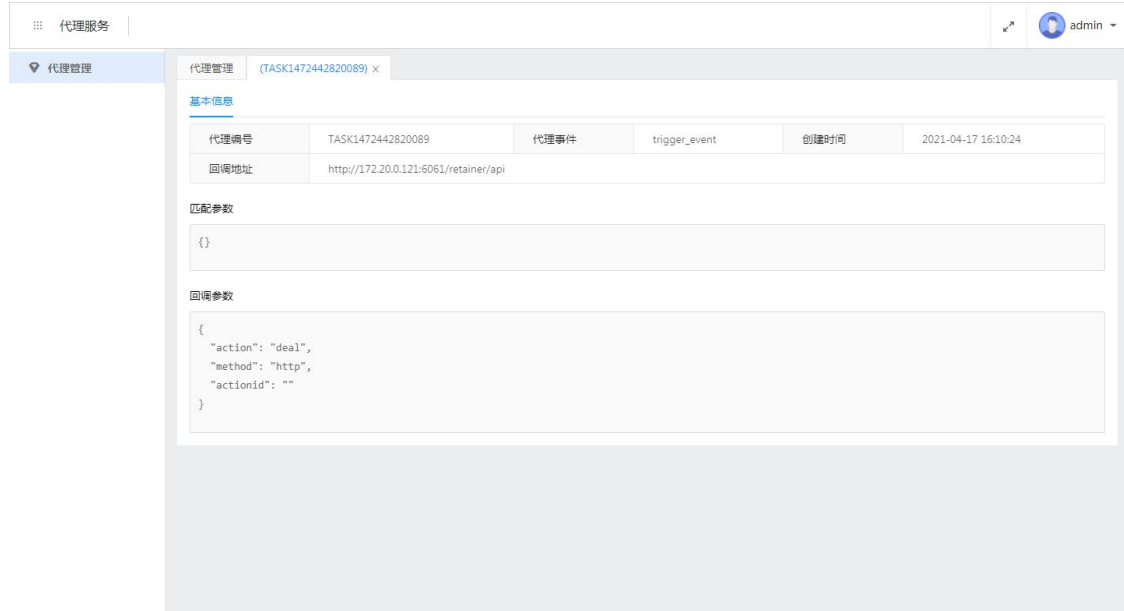 代理服务 admin
代理管理
代理管理 (TASK1472442820089) ×
基本信息
代理编号 TASK1472442820089 代理事件 trigger_event 创建时间 2021-04-17 16:10:24
回调地址 http://172.20.0.121:6061/retainer/api
匹配参数
{}
回调参数
{
"action": "deal",
"method": "http",
"actionid": ""
}